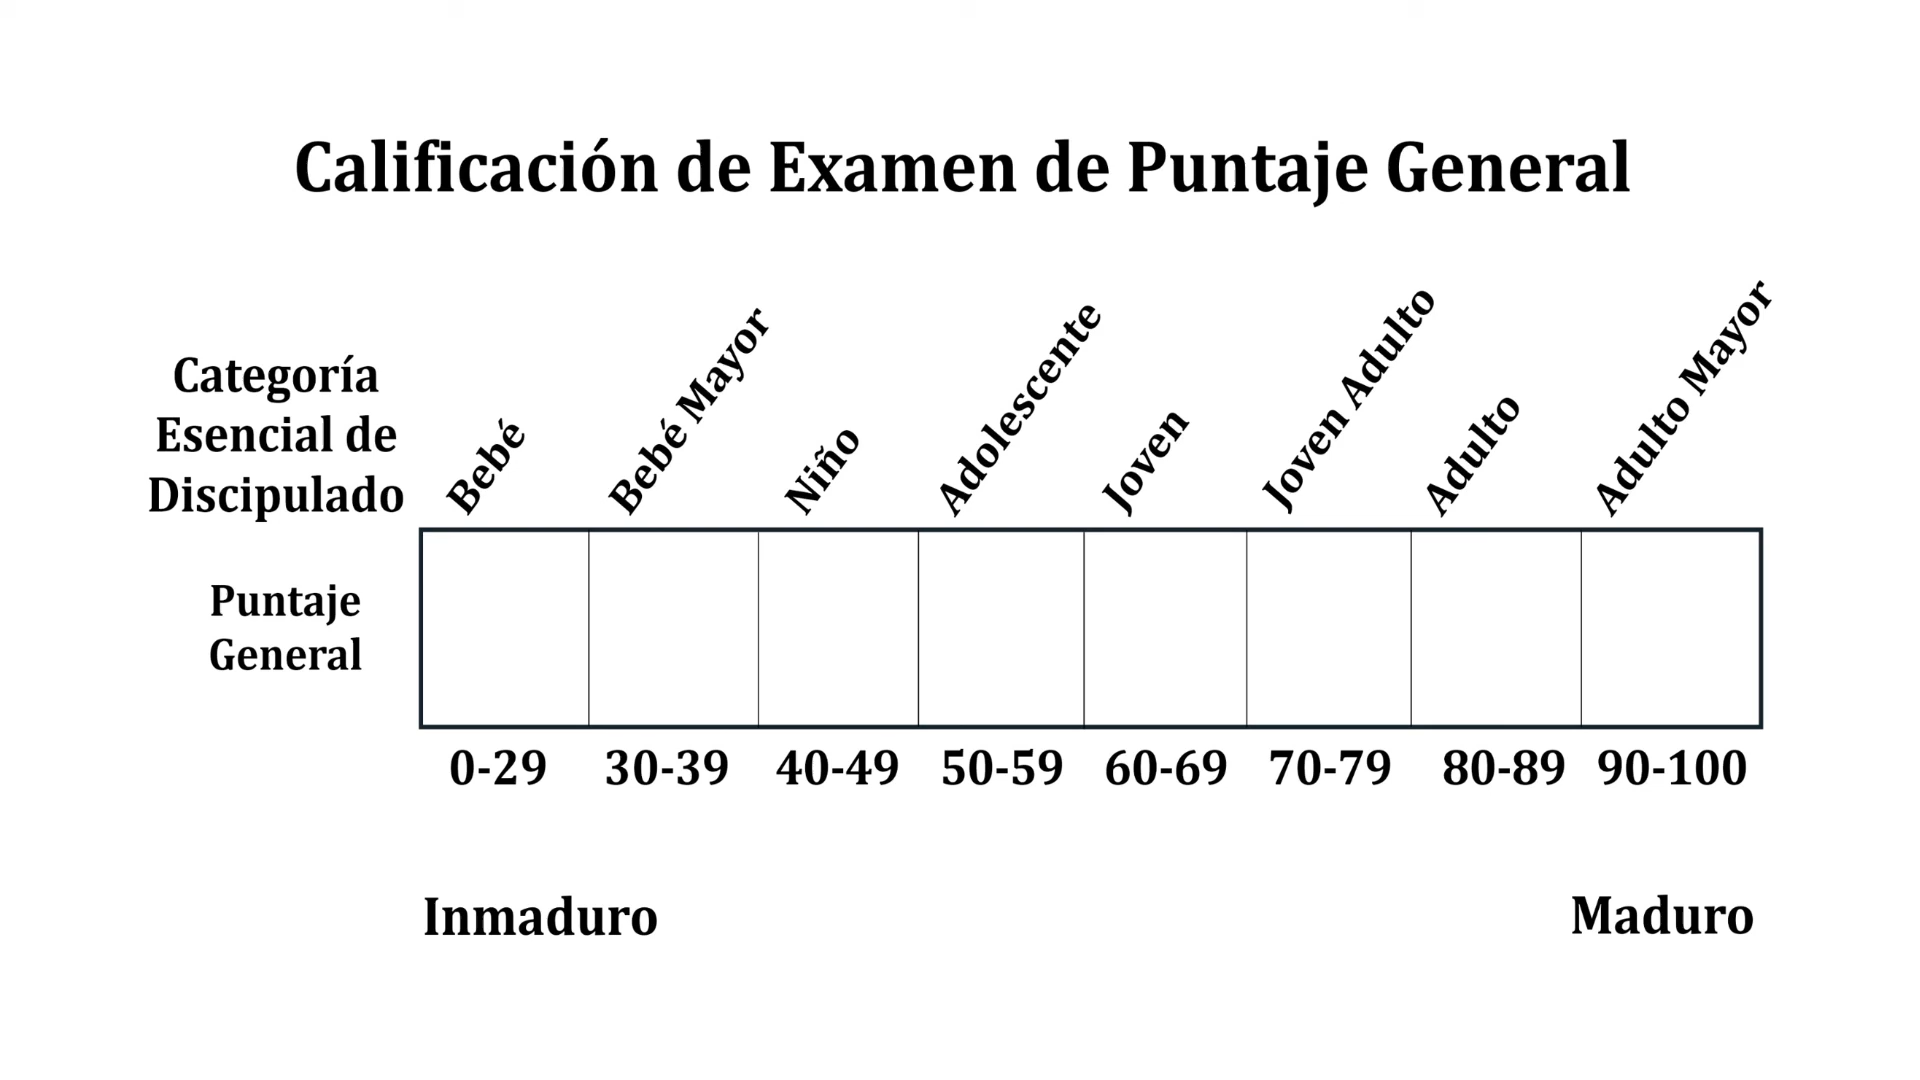 Calificación de Examen de Puntaje General
Categoría
Esencial de
Discipulado
Bebé
Bebé Mayor
Niño
Adolescente
Joven
Joven Adulto
Adulto
Adulto Mayor
Puntaje
General
0-29 30-39 40-49 50-59 60-69 70-79 80-89 90-100
Inmaduro Maduro